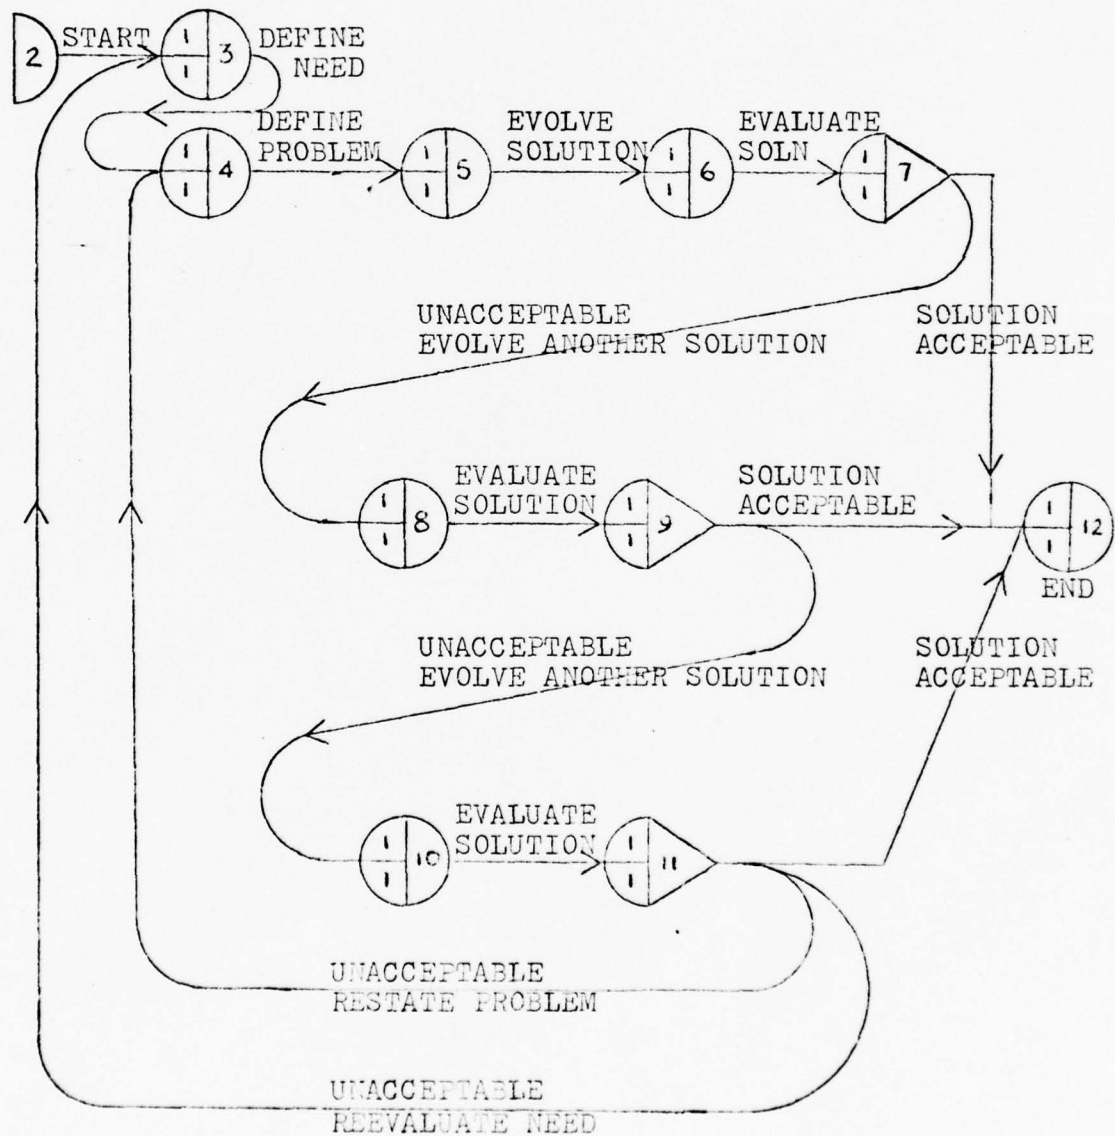 2
START
1
1
3
DEFINE
NEED
DEFINE
PROBLEM
1
1
4
1
1
5
EVOLVE
SOLUTION
1
1
6
EVALUATE
SOLN
1
1
7
UNACCEPTABLE
EVOLVE ANOTHER SOLUTION
SOLUTION
ACCEPTABLE
1
1
8
EVALUATE
SOLUTION
1
1
9
SOLUTION
ACCEPTABLE
1
1
12
END
UNACCEPTABLE
EVOLVE ANOTHER SOLUTION
SOLUTION
ACCEPTABLE
1
1
10
EVALUATE
SOLUTION
1
1
11
UNACCEPTABLE
RESTATE PROBLEM
UNACCEPTABLE
REEVALUATE NEED